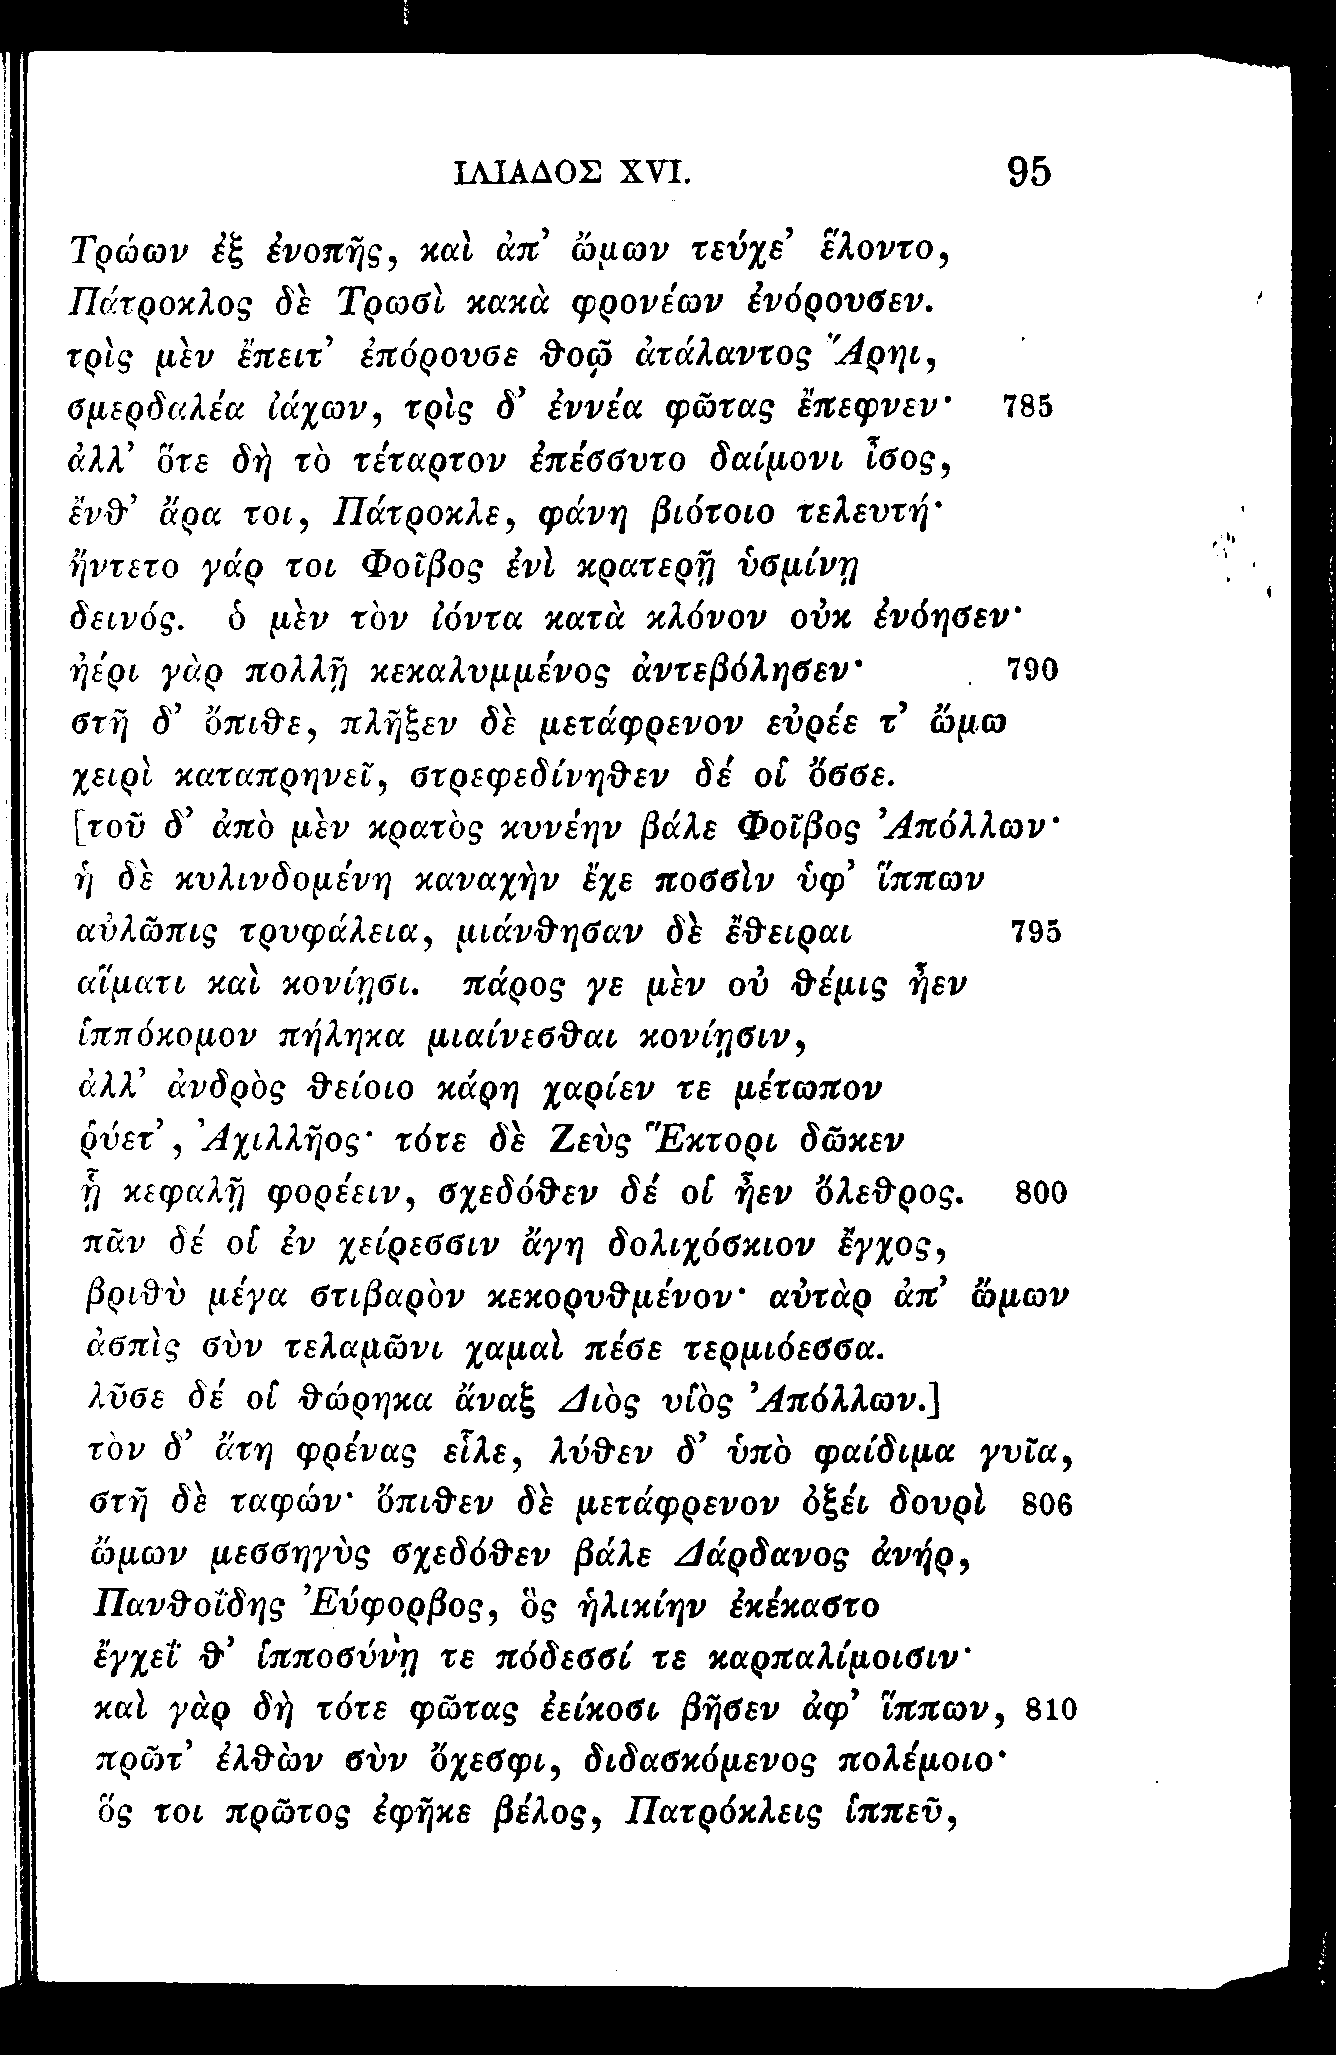 ΙΛΙΑΔΟΣ XVI. 95
Τρώων ἐξ ἐνοπῆς, καὶ ἀπ’ ὤμων τεύχε’ ἕλοντο,
Πάτροκλος δὲ Τρωσὶ κακὰ φρονέων ἐνόρουσεν.
τρὶς μὲν ἔπειτ’ ἐπόρουσε θοῷ ἀτάλαντος Ἄρηι,
σμερδαλέα ἰάχων, τρὶς δ’ ἐννέα φῶτας ἔπεφνεν· 785
ἀλλ’ ὅτε δὴ τὸ τέταρτον ἐπέσσυτο δαίμονι ἶσος,
ἔνθ’ ἄρα τοι, Πάτροκλε, φάνη βιότοιο τελευτή·
ἤντετο γάρ τοι Φοῖβος ἐνὶ κρατερῇ ὑσμίνῃ
δεινός. ὁ μὲν τὸν ἰόντα κατὰ κλόνον οὐκ ἐνόησεν·
ἠέρι γὰρ πολλῇ κεκαλυμμένος ἀντεβόλησεν· 790
στῆ δ’ ὄπιθε, πλῆξεν δὲ μετάφρενον εὐρέε τ’ ὤμω
χειρὶ καταπρηνεῖ, στρεφεδίνηθεν δέ οἱ ὄσσε.
[τοῦ δ’ ἀπὸ μὲν κρατὸς κυνέην βάλε Φοῖβος Ἀπόλλων·
ἡ δὲ κυλινδομένη καναχὴν ἔχε ποσσὶν ὑφ’ ἵππων
αὐλῶπις τρυφάλεια, μιάνθησαν δὲ ἔθειραι 795
αἵματι καὶ κονίῃσι. πάρος γε μὲν οὐ θέμις ἦεν
ἱππόκομον πήληκα μιαίνεσθαι κονίῃσιν,
ἀλλ’ ἀνδρὸς θείοιο κάρη χαρίεν τε μέτωπον
ῥύετ’, Ἀχιλλῆος· τότε δὲ Ζεὺς Ἕκτορι δῶκεν
ᾗ κεφαλῇ φορέειν, σχεδόθεν δέ οἱ ἦεν ὄλεθρος. 800
πᾶν δέ οἱ ἐν χείρεσσιν ἄγη δολιχόσκιον ἔγχος,
βριθὺ μέγα στιβαρὸν κεκορυθμένον· αὐτὰρ ἀπ’ ὤμων
ἀσπὶς σὺν τελαμῶνι χαμαὶ πέσε τερμιόεσσα.
λῦσε δέ οἱ θώρηκα ἄναξ Διὸς υἱὸς Ἀπόλλων.]
τὸν δ’ ἄτη φρένας εἷλε, λύθεν δ’ ὑπὸ φαίδιμα γυῖα,
στῆ δὲ ταφών· ὄπιθεν δὲ μετάφρενον ὀξέι δουρὶ 806
ὤμων μεσσηγὺς σχεδόθεν βάλε Δάρδανος ἀνήρ,
Πανθοΐδης Ἐύφορβος, ὃς ἡλικίην ἐκέκαστο
ἔγχεΐ θ’ ἱπποσύνῃ τε πόδεσσί τε καρπαλίμοισιν·
καὶ γὰρ δὴ τότε φῶτας ἐείκοσι βῆσεν ἀφ’ ἵππων, 810
πρῶτ’ ἐλθὼν σὺν ὄχεσφι, διδασκόμενος πολέμοιο·
ὅς τοι πρῶτος ἐφῆκε βέλος, Πατρόκλεις ἱππεῦ,